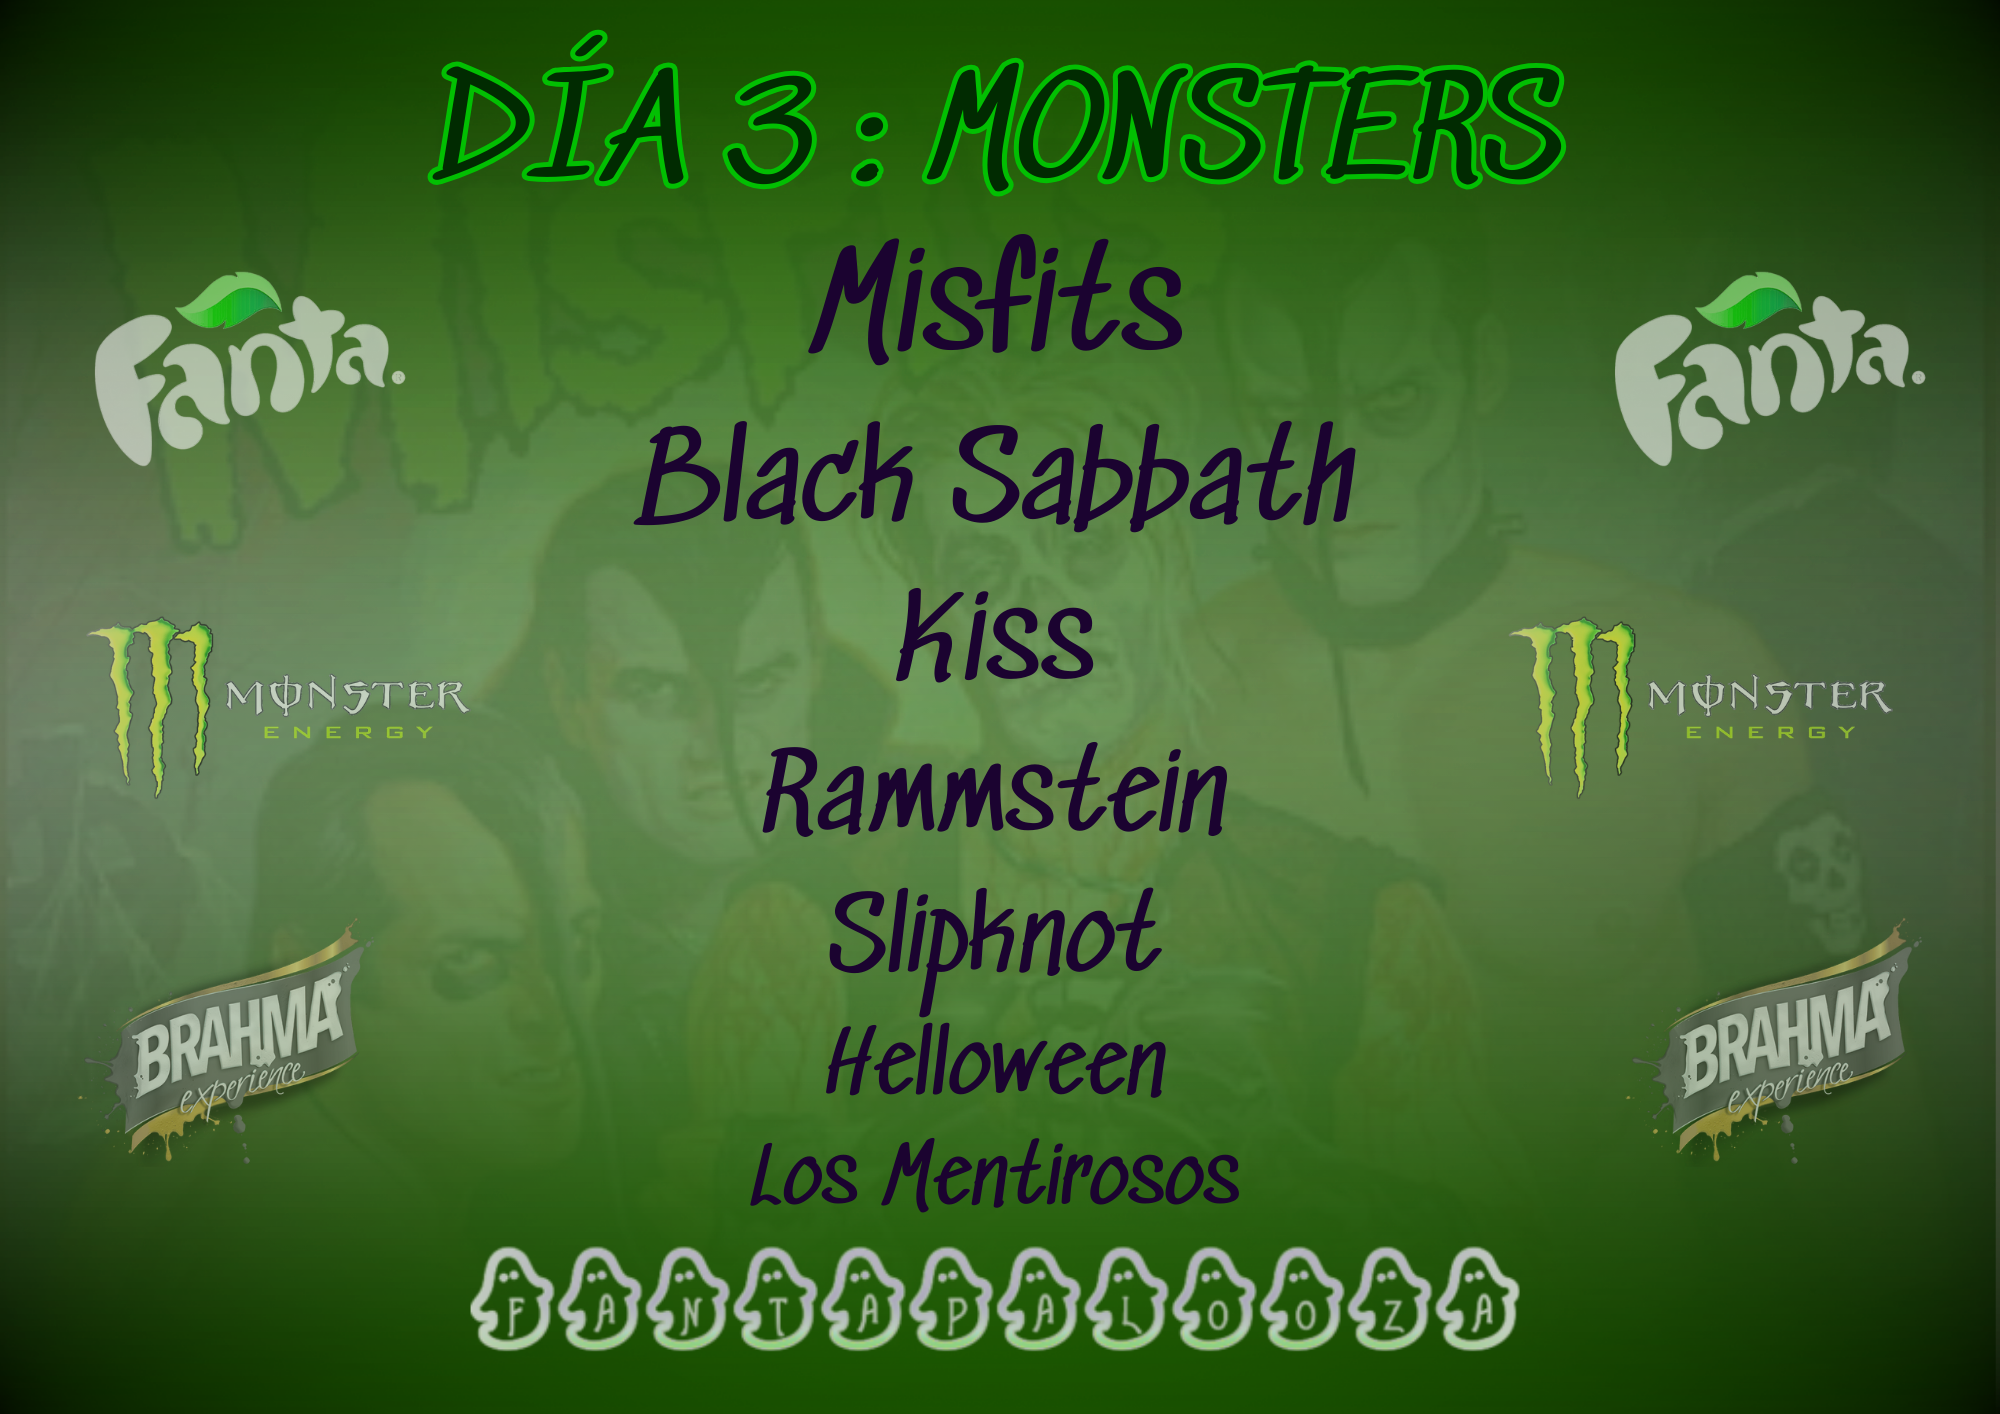 DÍA 3 : MONSTERS
MISFITS
Misfits
Fanta.
Fanta.
Black Sabbath
Kiss
MONSTER
ENERGY
MONSTER
ENERGY
Rammstein
Slipknot
BRAHMA
experience
BRAHMA
experience
Helloween
Los Mentirosos
FANTAPALOOZA